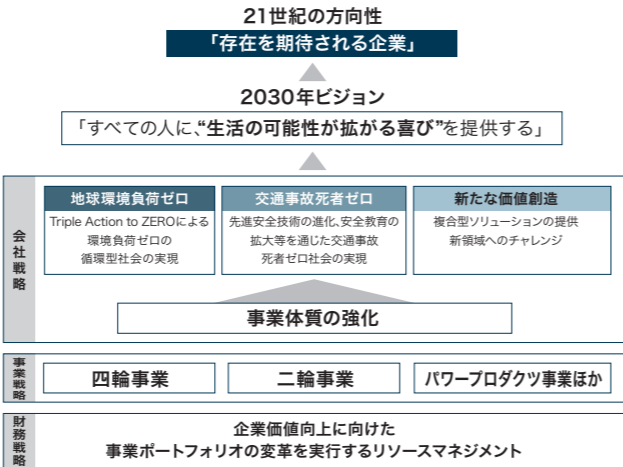 21世紀の方向性
「存在を期待される企業」
2030年ビジョン
「すべての人に、“生活の可能性が拡がる喜び”を提供する」
会社戦略
地球環境負荷ゼロ
Triple Action to ZEROによる
環境負荷ゼロの
循環型社会の実現
交通事故死者ゼロ
先進安全技術の進化、安全教育の
拡大等を通じた交通事故
死者ゼロ社会の実現
新たな価値創造
複合型ソリューションの提供
新領域へのチャレンジ
事業体質の強化
事業戦略
四輪事業
二輪事業
パワープロダクツ事業ほか
財務戦略
企業価値向上に向けた
事業ポートフォリオの変革を実行するリソースマネジメント